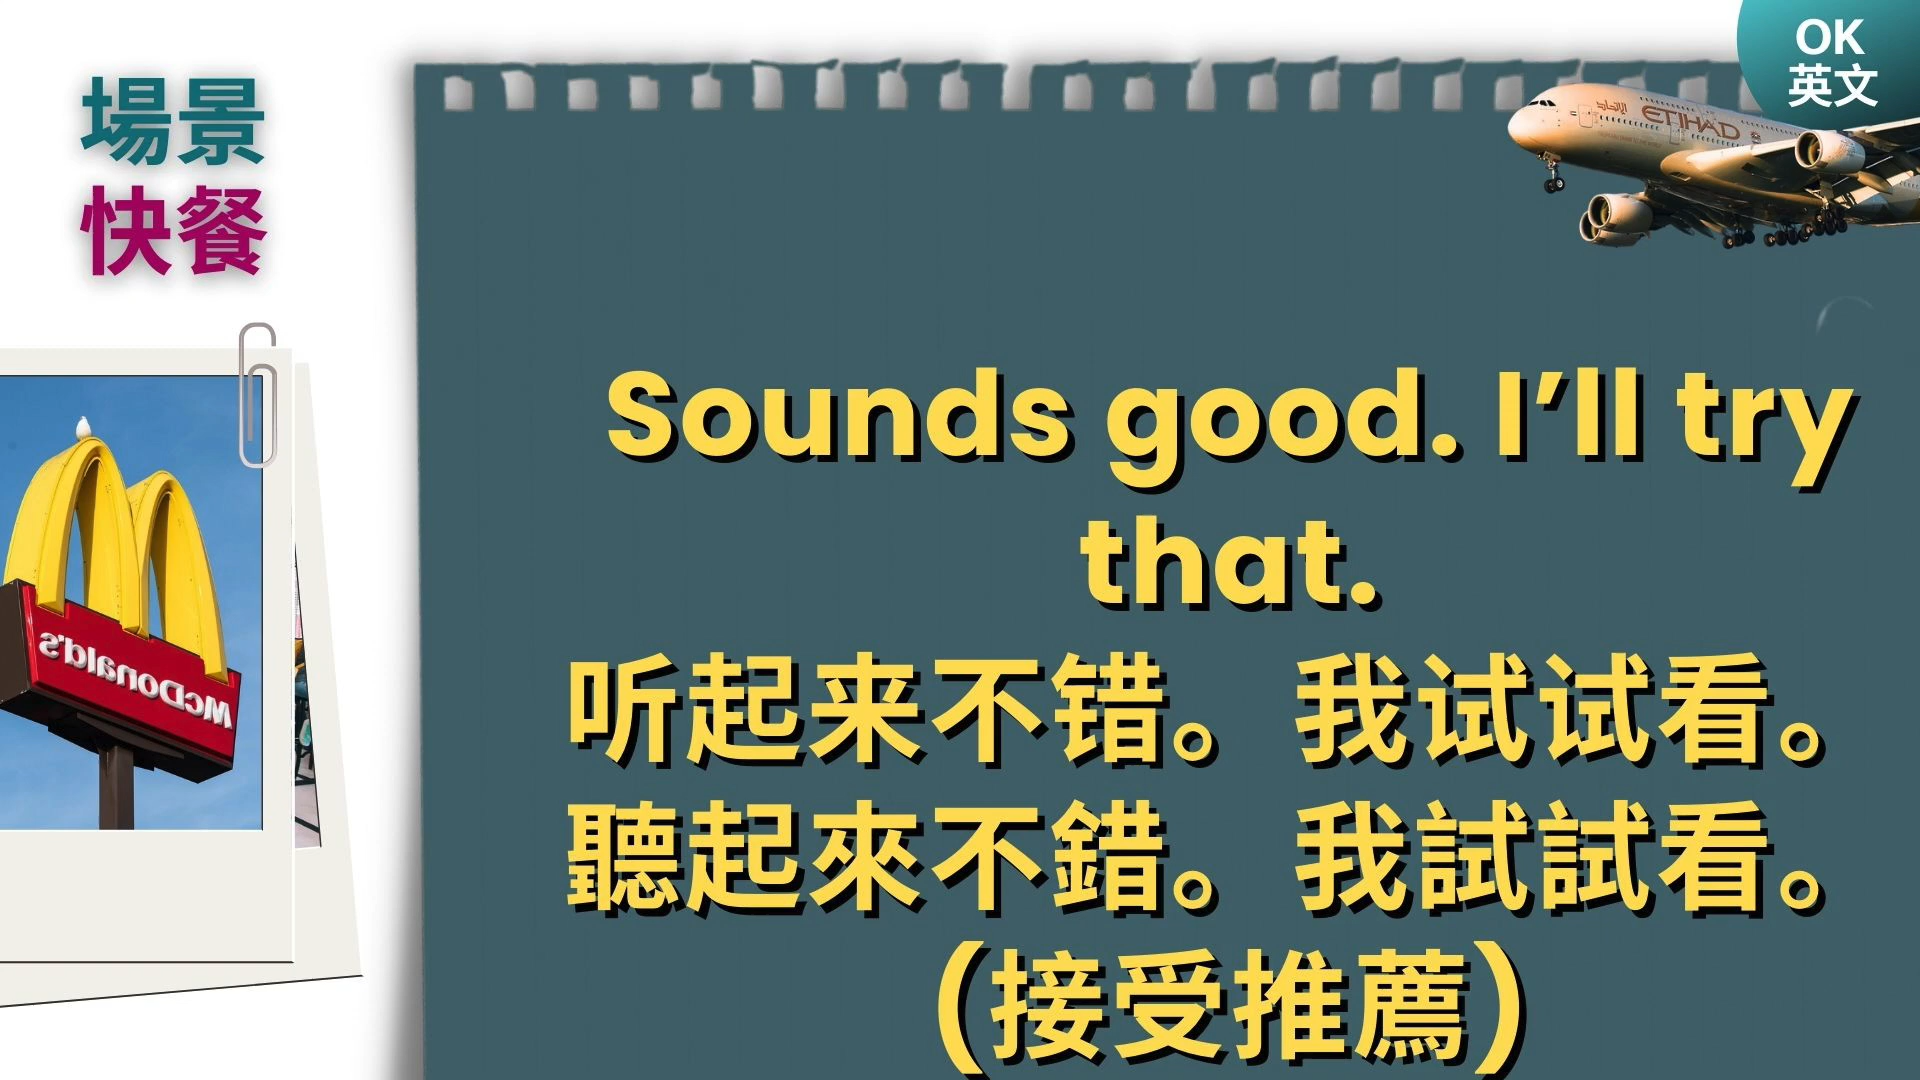 OK
英文
場景
快餐
الإتحاد
ETIHAD
McDonald's
Sounds good. I’ll try
that.
听起来不错。我试试看。
聽起來不錯。我試試看。
(接受推薦)